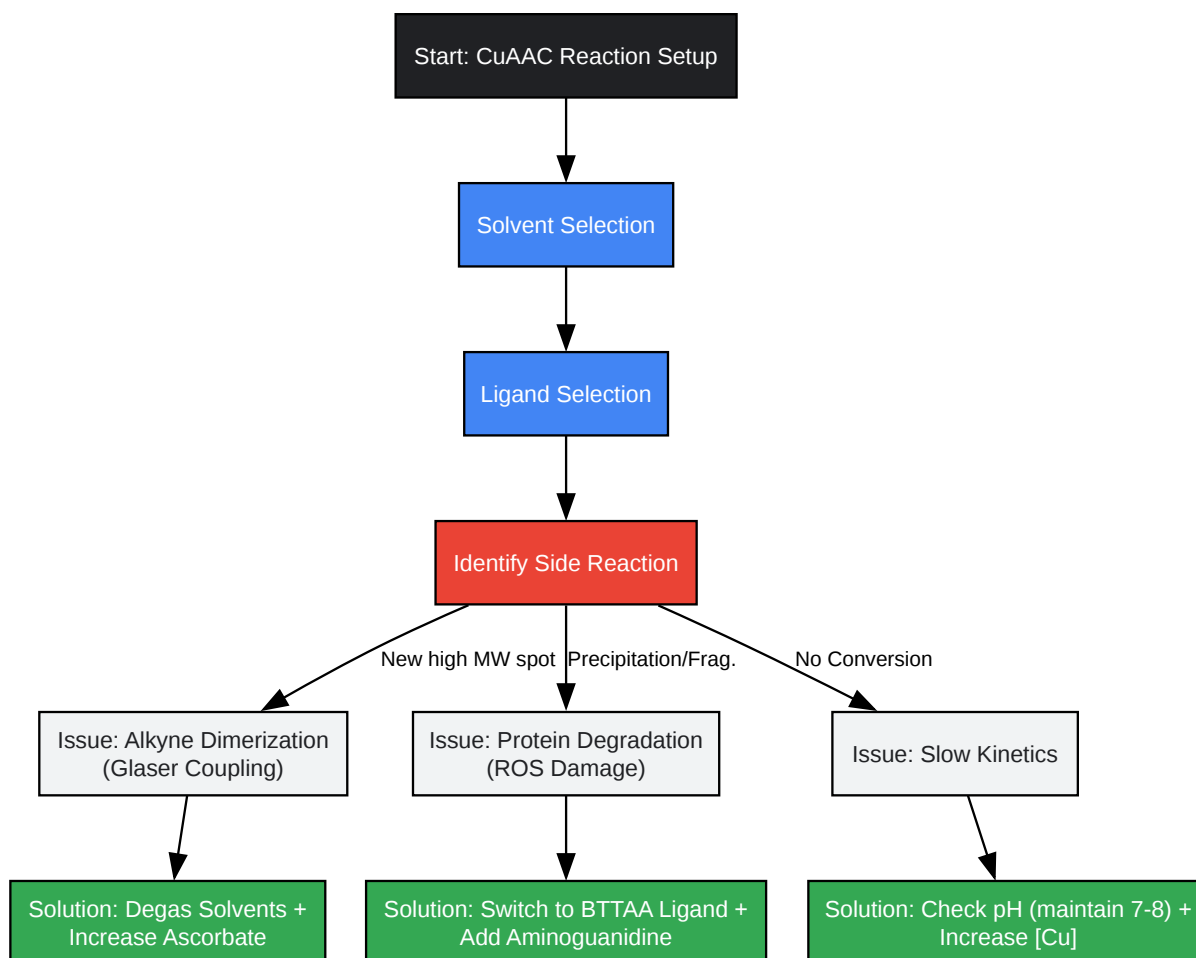 Start: CuAAC Reaction Setup
Solvent Selection
Ligand Selection
Identify Side Reaction
New high MW spot
Precipitation/Frag.
No Conversion
Issue: Alkyne Dimerization
(Glaser Coupling)
Issue: Protein Degradation
(ROS Damage)
Issue: Slow Kinetics
Solution: Degas Solvents +
Increase Ascorbate
Solution: Switch to BTTAA Ligand +
Add Aminoguanidine
Solution: Check pH (maintain 7-8) +
Increase [Cu]